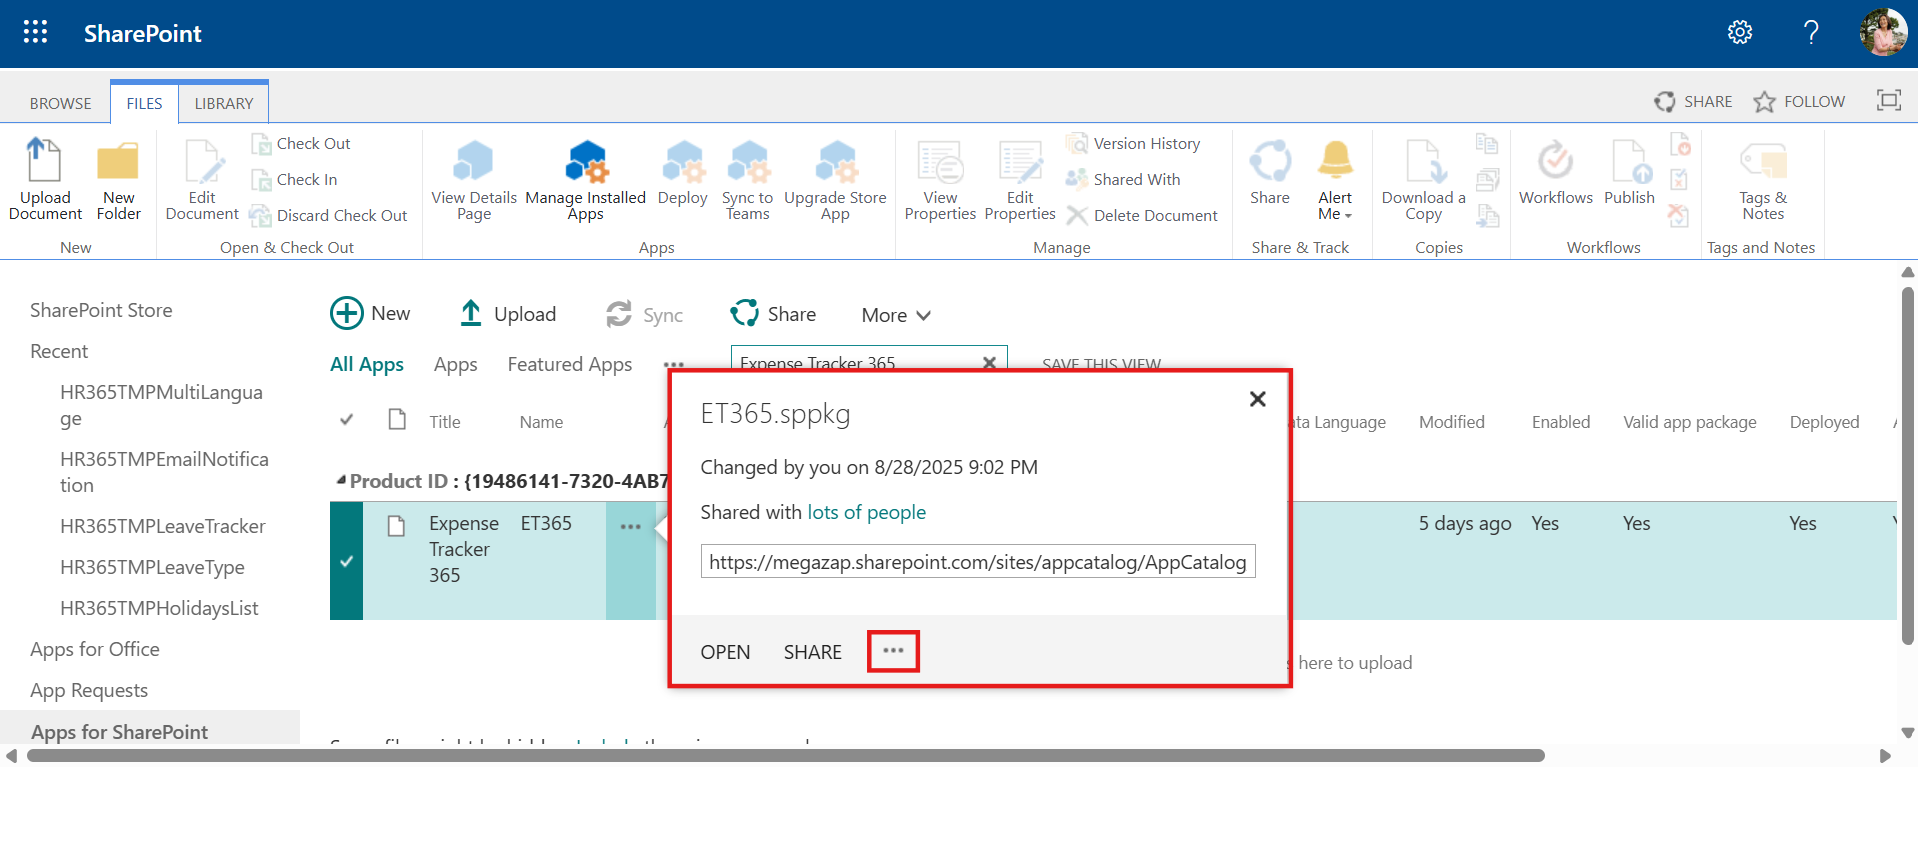 SharePoint
BROWSE
FILES
LIBRARY
SHARE
FOLLOW
Upload Document
New Folder
New
Edit Document
Check Out
Check In
Discard Check Out
Open & Check Out
View Details Page
Manage Installed Apps
Deploy
Sync to Teams
Upgrade Store App
Apps
View Properties
Edit Properties
Version History
Shared With
Delete Document
Manage
Share
Alert Me
Share & Track
Download a Copy
Copies
Workflows
Publish
Workflows
Tags & Notes
Tags and Notes
SharePoint Store
Recent
HR365TMPMultiLangua
ge
HR365TMPEmailNotifica
tion
HR365TMPLeaveTracker
HR365TMPLeaveType
HR365TMPHolidaysList
Apps for Office
App Requests
Apps for SharePoint
New
Upload
Sync
Share
More
All Apps
Apps
Featured Apps
Expense Tracker 365
SAVE THIS VIEW
Title
Name
ata Language
Modified
Enabled
Valid app package
Deployed
Product ID : {19486141-7320-4AB7
Expense
Tracker
365
ET365
5 days ago
Yes
Yes
Yes
ET365.sppkg
Changed by you on 8/28/2025 9:02 PM
Shared with lots of people
https://megazap.sharepoint.com/sites/appcatalog/AppCatalog
OPEN
SHARE
here to upload